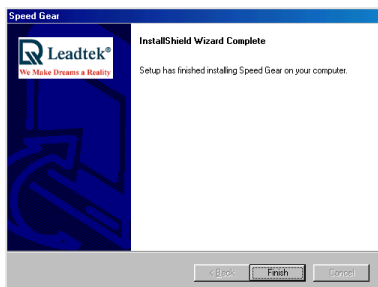 Speed Gear
Leadtek®
We Make Dreams a Reality
InstallShield Wizard Complete
Setup has finished installing Speed Gear on your computer.
< Back
Finish
Cancel